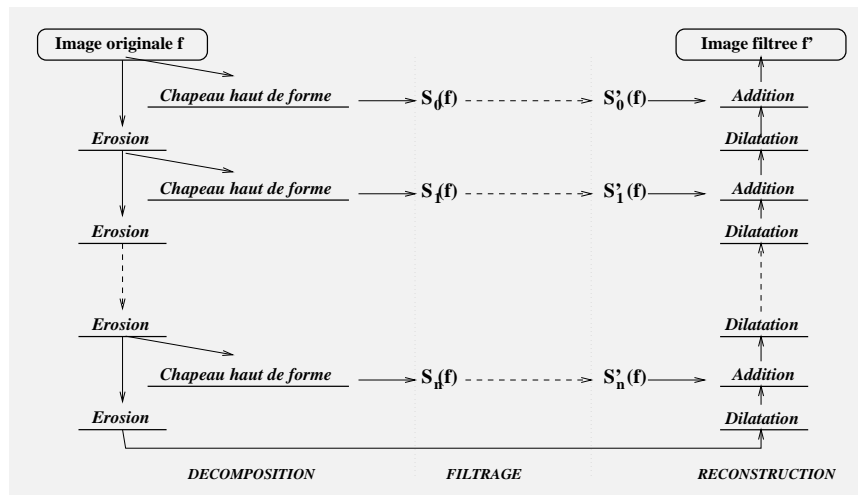 Image originale f Image filtree f'
Chapeau haut de forme S0(f) S'0(f) Addition
Erosion Dilatation
Chapeau haut de forme S1(f) S'1(f) Addition
Erosion Dilatation
Erosion Dilatation
Chapeau haut de forme Sn(f) S'n(f) Addition
Erosion Dilatation
DECOMPOSITION FILTRAGE RECONSTRUCTION